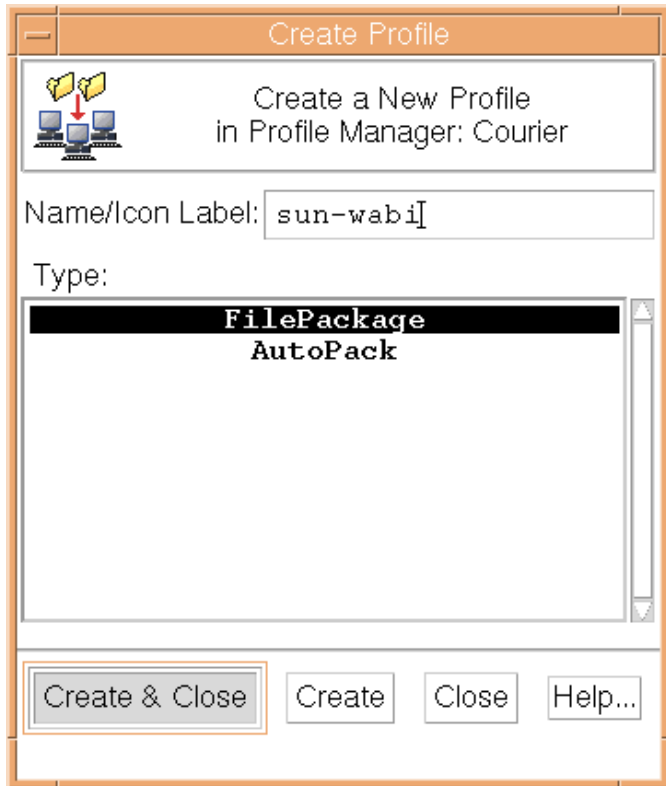 Create Profile
Create a New Profile
in Profile Manager: Courier
Name/Icon Label: sun-wabi
Type:
FilePackage
AutoPack
Create & Close Create Close Help...